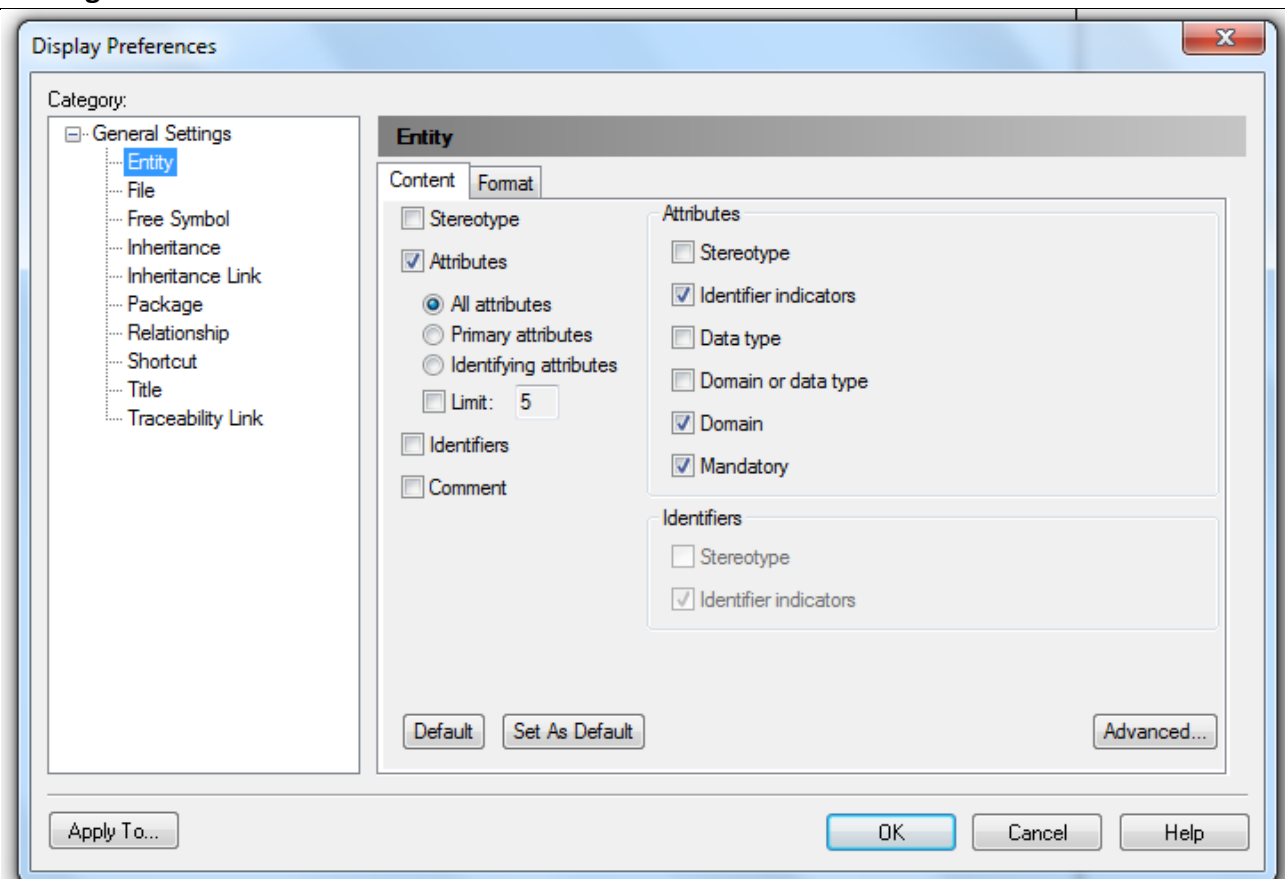 Display Preferences
Category:
General Settings
Entity
File
Free Symbol
Inheritance
Inheritance Link
Package
Relationship
Shortcut
Title
Traceability Link
Entity
Content Format
Stereotype
Attributes
All attributes
Primary attributes
Identifying attributes
Limit: 5
Identifiers
Comment
Attributes
Stereotype
Identifier indicators
Data type
Domain or data type
Domain
Mandatory
Identifiers
Stereotype
Identifier indicators
Default Set As Default Advanced...
Apply To... OK Cancel Help